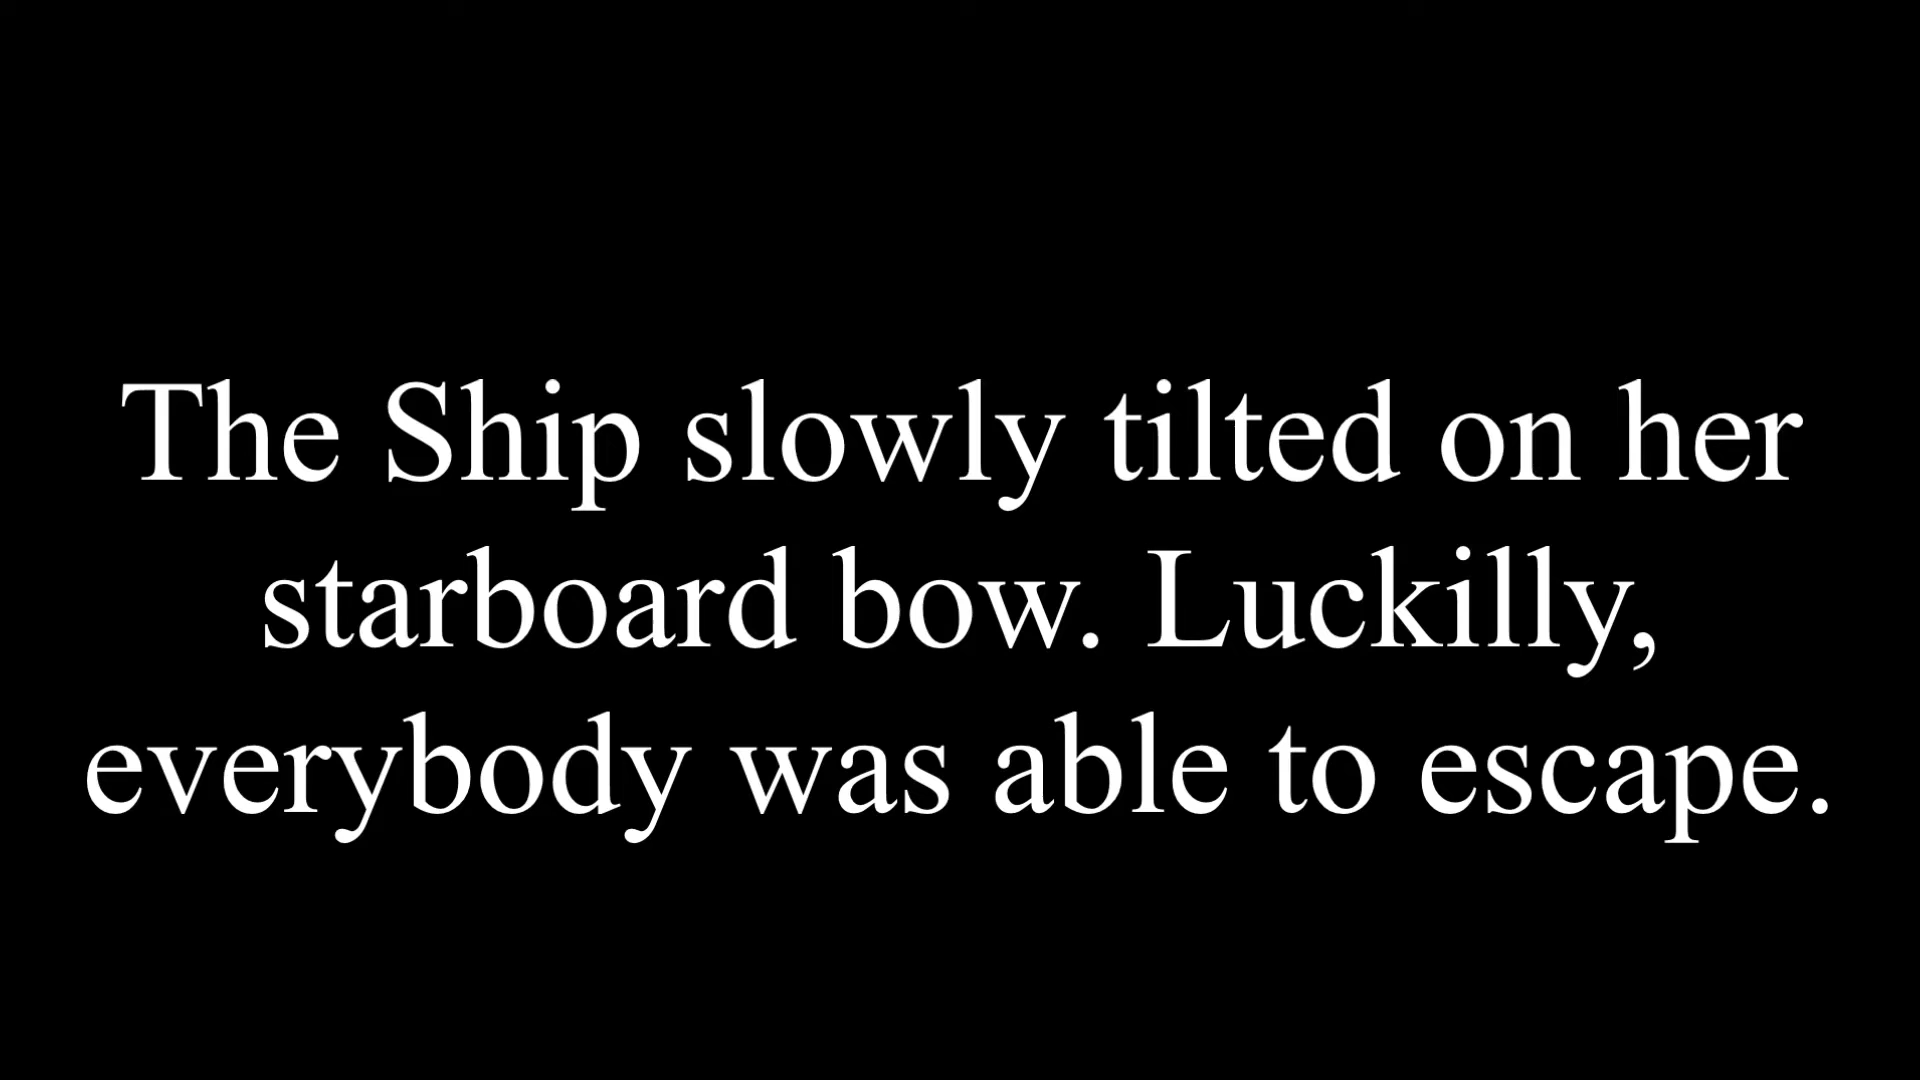 The Ship slowly tilted on her
starboard bow. Luckilly,
everybody was able to escape.